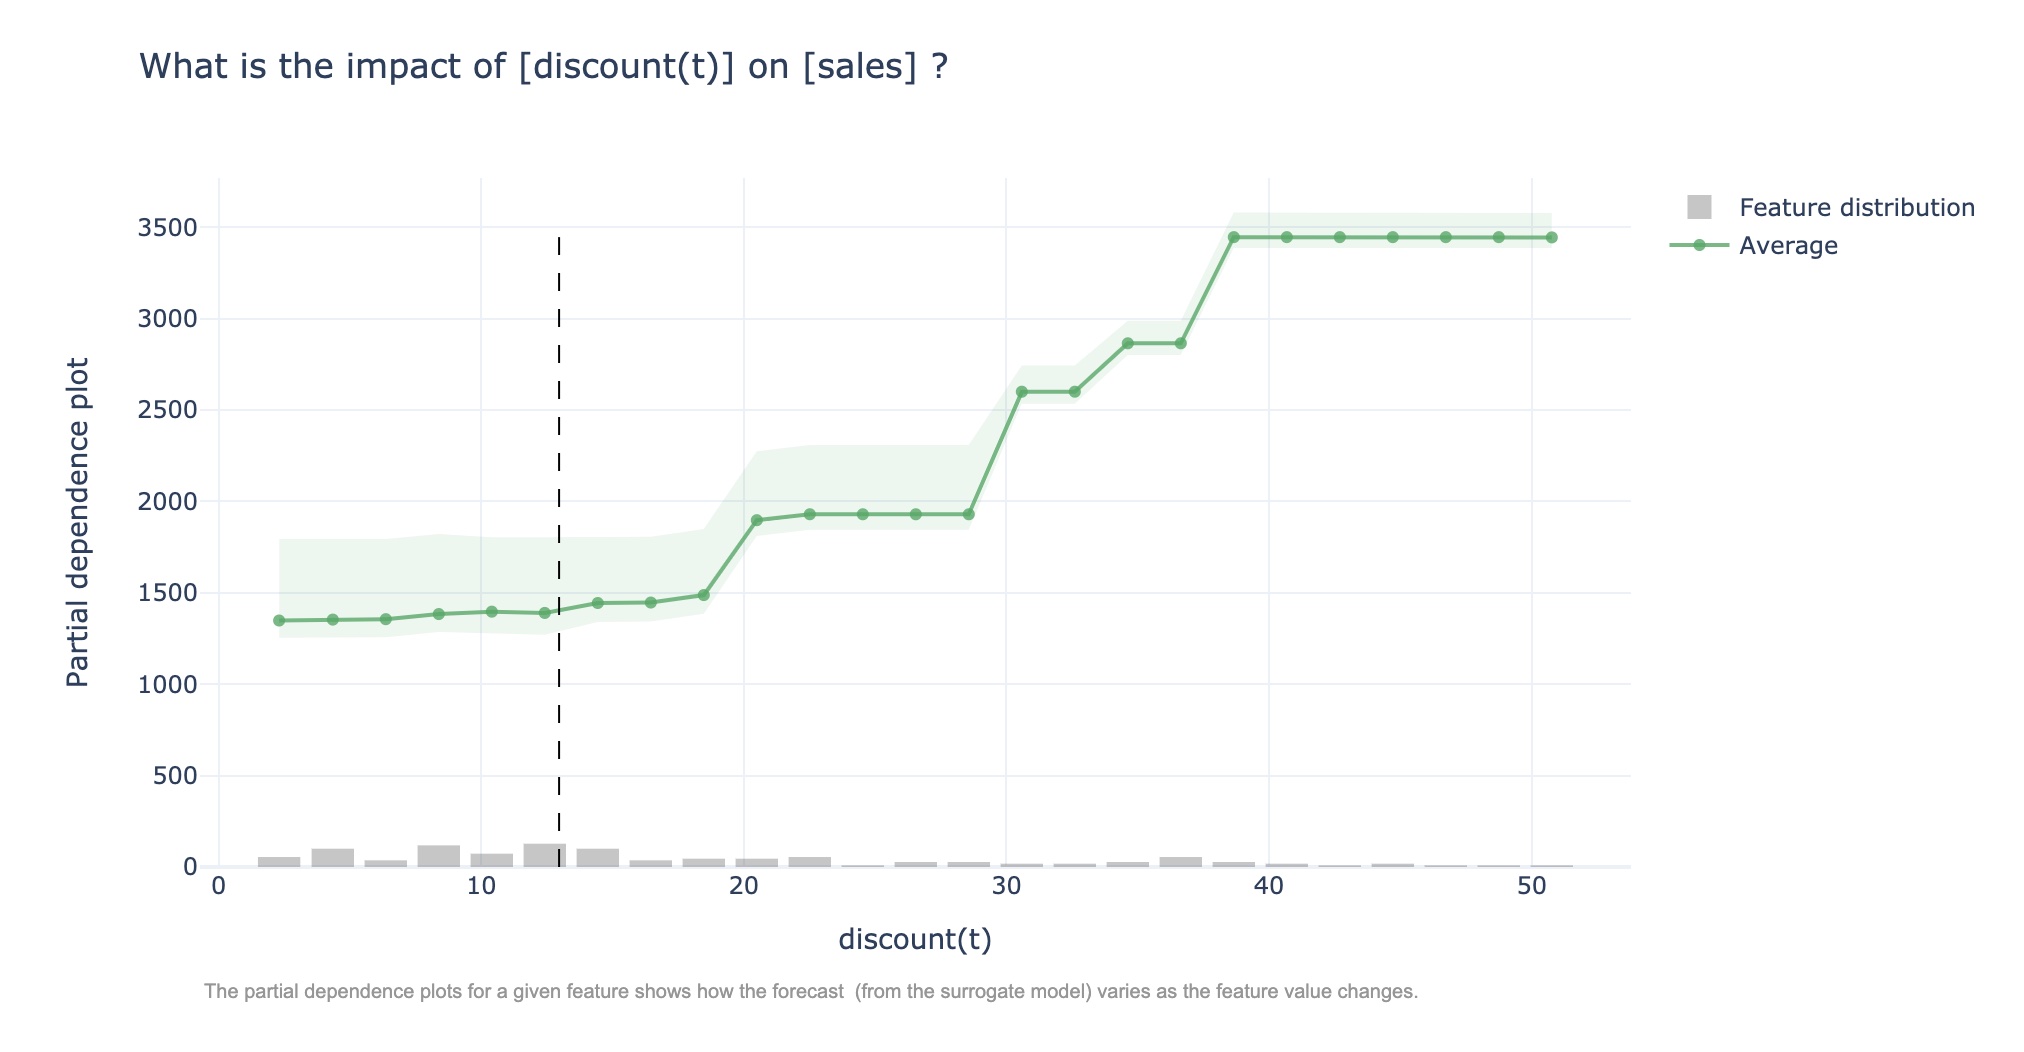 What is the impact of [discount(t)] on [sales] ?
Feature distribution
Average
Partial dependence plot
3500
3000
2500
2000
1500
1000
500
0
0 10 20 30 40 50
discount(t)
The partial dependence plots for a given feature shows how the forecast  (from the surrogate model) varies as the feature value changes.